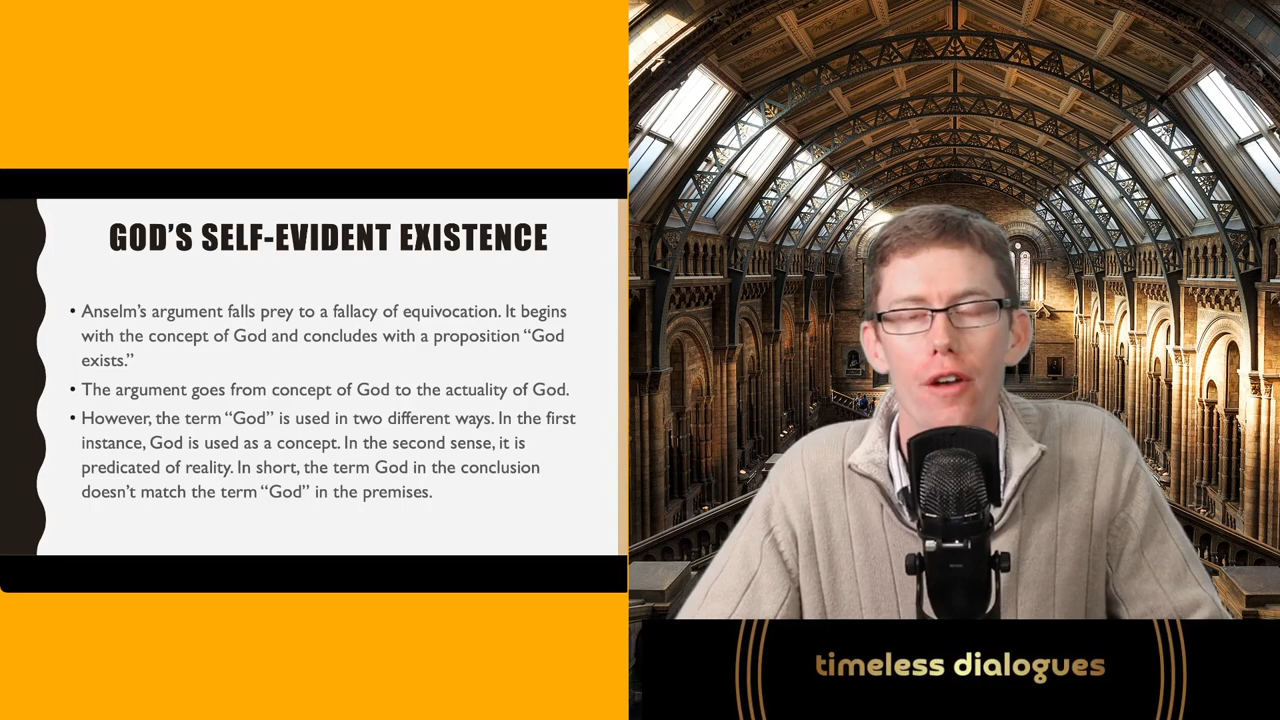 GOD'S SELF-EVIDENT EXISTENCE
• Anselm's argument falls prey to a fallacy of equivocation. It begins
with the concept of God and concludes with a proposition “God
exists.”
• The argument goes from concept of God to the actuality of God.
• However, the term “God” is used in two different ways. In the first
instance, God is used as a concept. In the second sense, it is
predicated of reality. In short, the term God in the conclusion
doesn't match the term “God” in the premises.
timeless dialogues